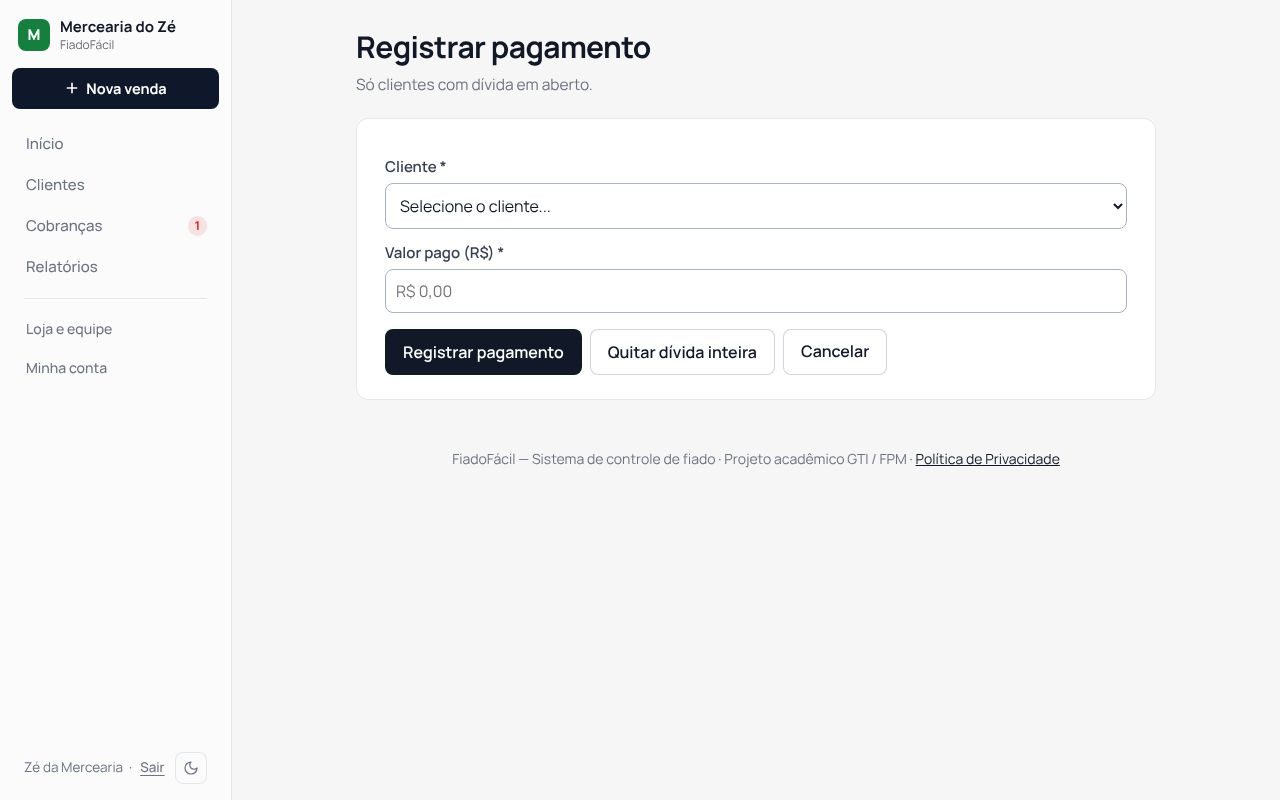 M
Mercearia do Zé
FiadoFácil
+ Nova venda
Início
Clientes
Cobranças 1
Relatórios
Loja e equipe
Minha conta
Zé da Mercearia · Sair
Registrar pagamento
Só clientes com dívida em aberto.
Cliente *
Selecione o cliente...
Valor pago (R$) *
R$ 0,00
Registrar pagamento Quitar dívida inteira Cancelar
FiadoFácil — Sistema de controle de fiado · Projeto acadêmico GTI / FPM · Política de Privacidade